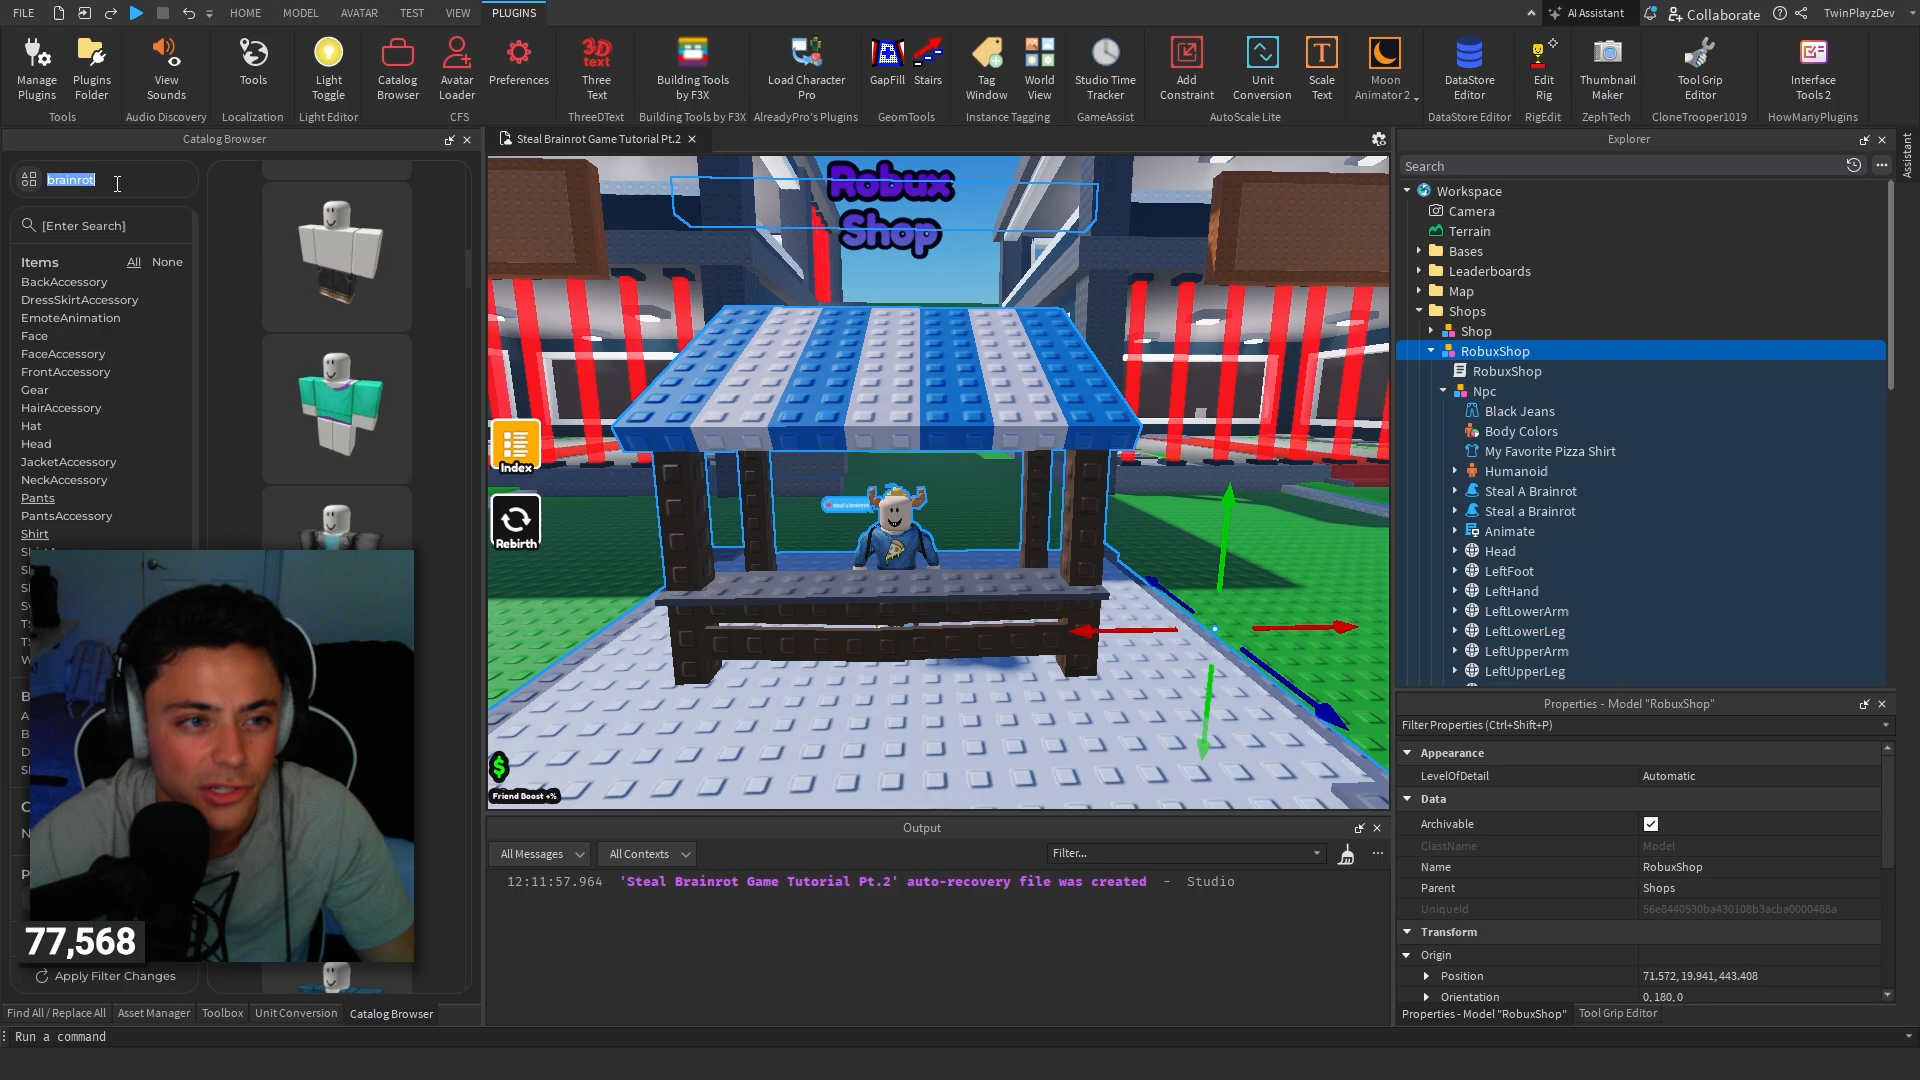 FILE HOME MODEL AVATAR TEST VIEW PLUGINS AI Assistant Collaborate TwinPlayzDev
Manage Plugins
Plugins Folder
View Sounds
Tools
Light Toggle
Catalog Browser
Avatar Loader
Preferences
3D text
Three Text
Building Tools by F3X
Load Character Pro
GapFill
Stairs
Tag Window
World View
Studio Time Tracker
Add Constraint
Unit Conversion
Scale Text
Moon Animator 2
DataStore Editor
Edit Rig
Thumbnail Maker
Tool Grip Editor
Interface Tools 2
Tools Audio Discovery Localization Light Editor CFS ThreeDText Building Tools by F3X AlreadyPro's Plugins GeomTools Instance Tagging GameAssist AutoScale Lite DataStore Editor RigEdit ZephTech CloneTrooper1019 HowManyPlugins
Catalog Browser
brainrot
[Enter Search]
Items All None
BackAccessory
DressSkirtAccessory
EmoteAnimation
Face
FaceAccessory
FrontAccessory
Gear
HairAccessory
Hat
Head
JacketAccessory
NeckAccessory
Pants
PantsAccessory
Shirt
77,568
Apply Filter Changes
Find All / Replace All Asset Manager Toolbox Unit Conversion Catalog Browser
Run a command
Steal Brainrot Game Tutorial Pt.2
Robux
Shop
Index
Rebirth
$
Friend Boost +%
Output
All Messages All Contexts Filter...
12:11:57.964 'Steal Brainrot Game Tutorial Pt.2' auto-recovery file was created - Studio
Explorer
Assistant
Search
Workspace
Camera
Terrain
Bases
Leaderboards
Map
Shops
Shop
RobuxShop
RobuxShop
Npc
Black Jeans
Body Colors
My Favorite Pizza Shirt
Humanoid
Steal A Brainrot
Steal a Brainrot
Animate
Head
LeftFoot
LeftHand
LeftLowerArm
LeftLowerLeg
LeftUpperArm
LeftUpperLeg
Properties - Model "RobuxShop"
Filter Properties (Ctrl+Shift+P)
Appearance
LevelOfDetail Automatic
Data
Archivable
ClassName Model
Name RobuxShop
Parent Shops
UniqueId 56e8440530ba430108b3acba0000488a
Transform
Origin
Position 71.572, 19.941, 443.408
Orientation 0, 180, 0
Properties - Model "RobuxShop" Tool Grip Editor